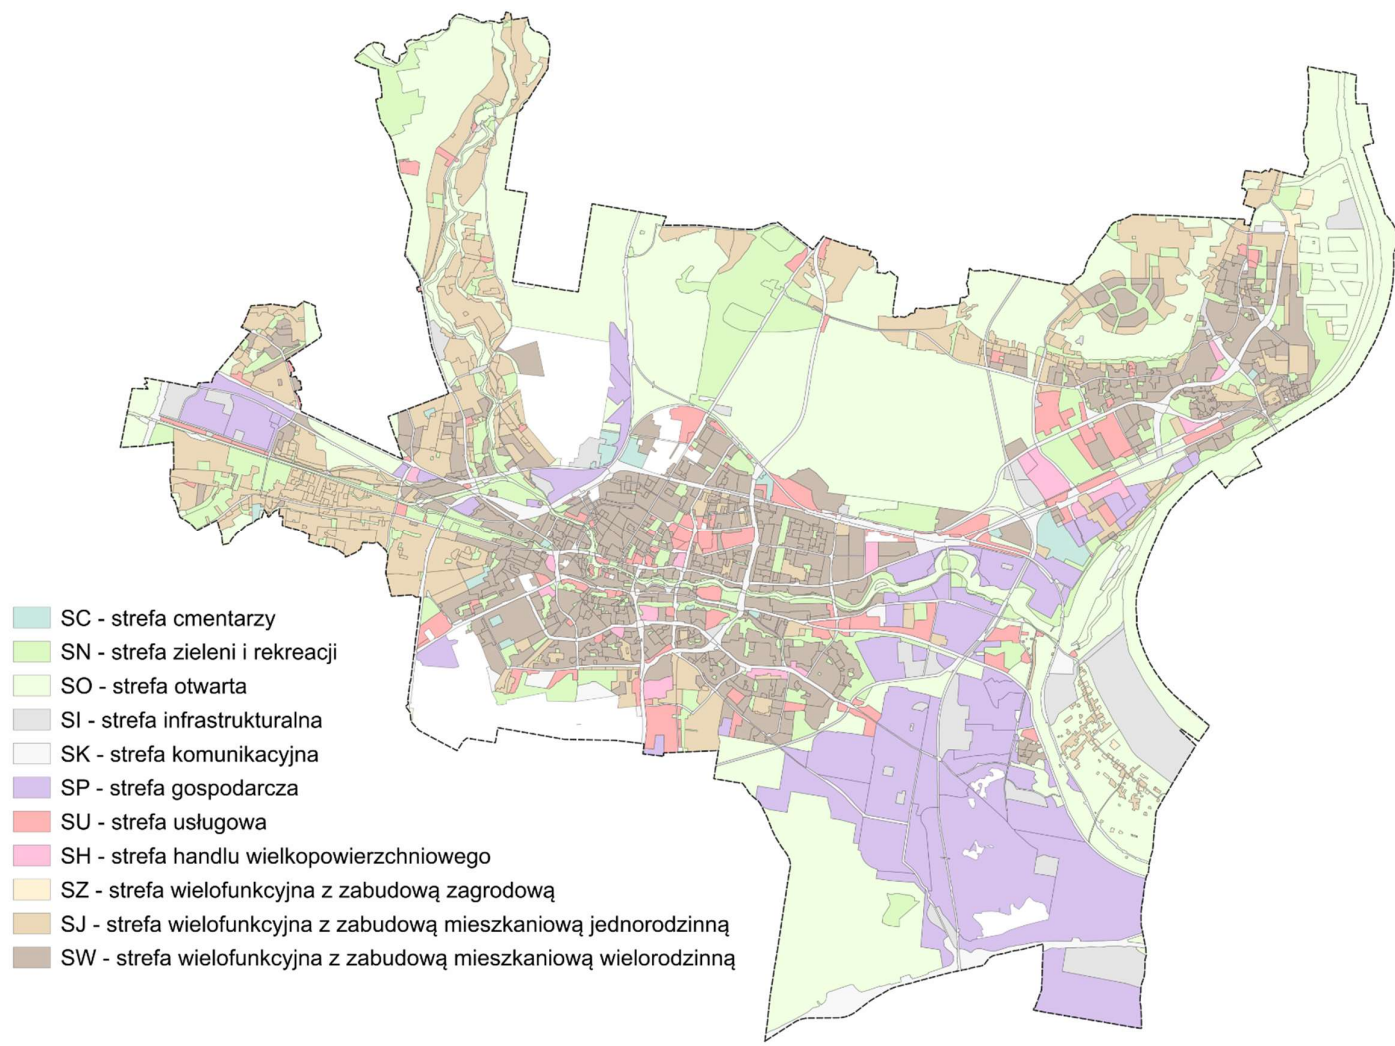 SC - strefa cmentarzy
SN - strefa zieleni i rekreacji
SO - strefa otwarta
SI - strefa infrastrukturalna
SK - strefa komunikacyjna
SP - strefa gospodarcza
SU - strefa usługowa
SH - strefa handlu wielkopowierzchniowego
SZ - strefa wielofunkcyjna z zabudową zagrodową
SJ - strefa wielofunkcyjna z zabudową mieszkaniową jednorodzinną
SW - strefa wielofunkcyjna z zabudową mieszkaniową wielorodzinną